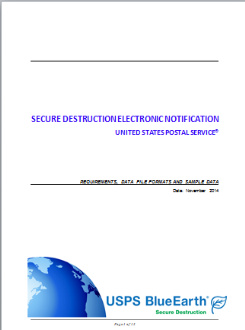 SECURE DESTRUCTION ELECTRONIC NOTIFICATION
UNITED STATES POSTAL SERVICE®
REQUIREMENTS, DATA FILE FORMATS AND SAMPLE DATA
Date: November 2014
USPS BlueEarth
Secure Destruction